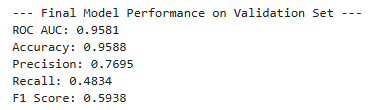 --- Final Model Performance on Validation Set ---
ROC AUC: 0.9581
Accuracy: 0.9588
Precision: 0.7695
Recall: 0.4834
F1 Score: 0.5938